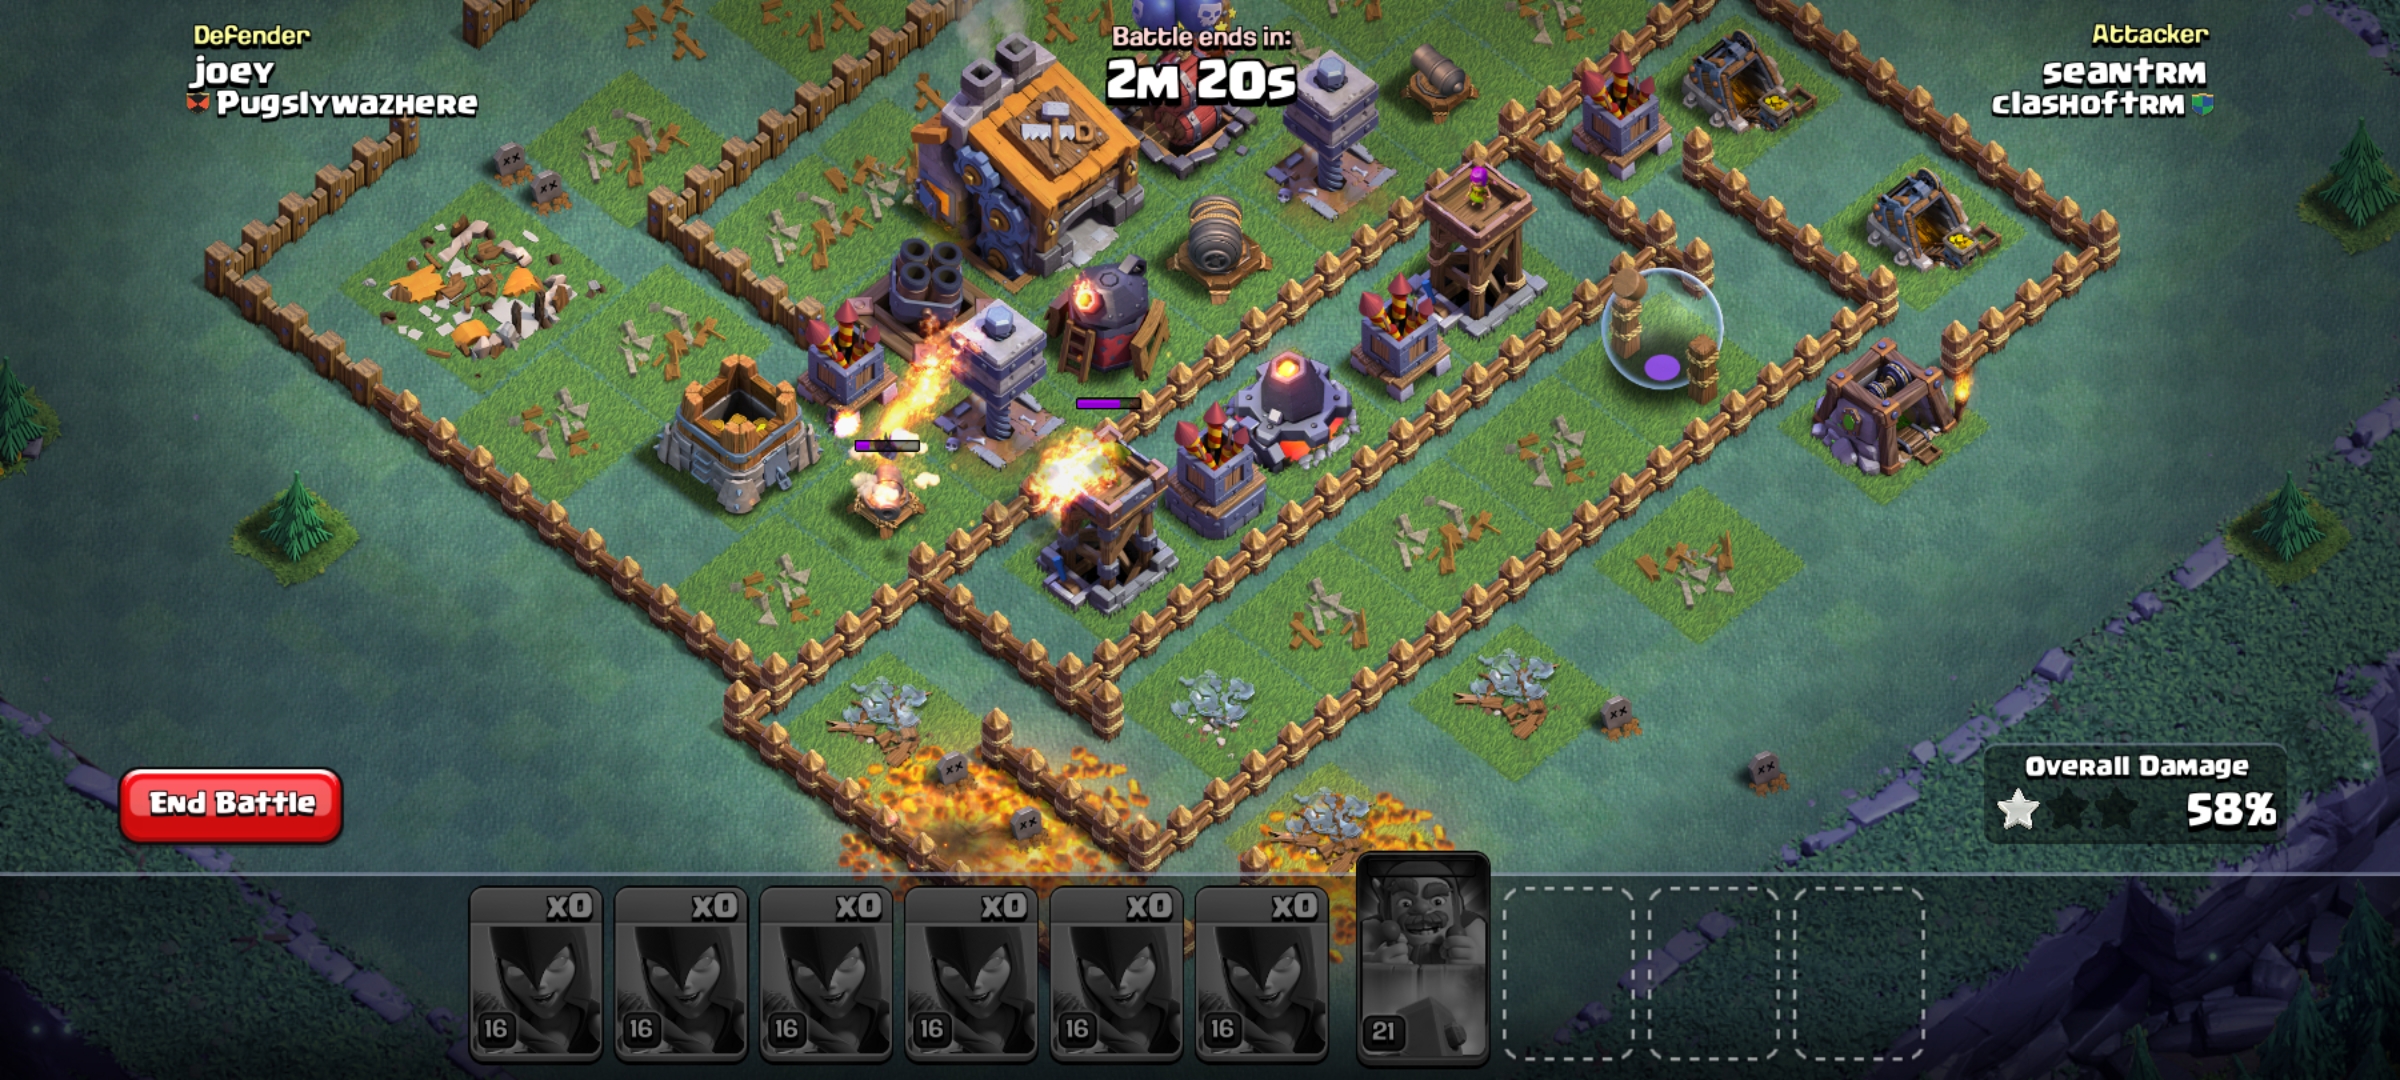 Defender
joey
Pugslywazhere
Battle ends in:
2M 20s
Attacker
seantRM
clashoftRM
End Battle
Overall Damage
58%
x0
x0
x0
x0
x0
x0
16
16
16
16
16
16
21